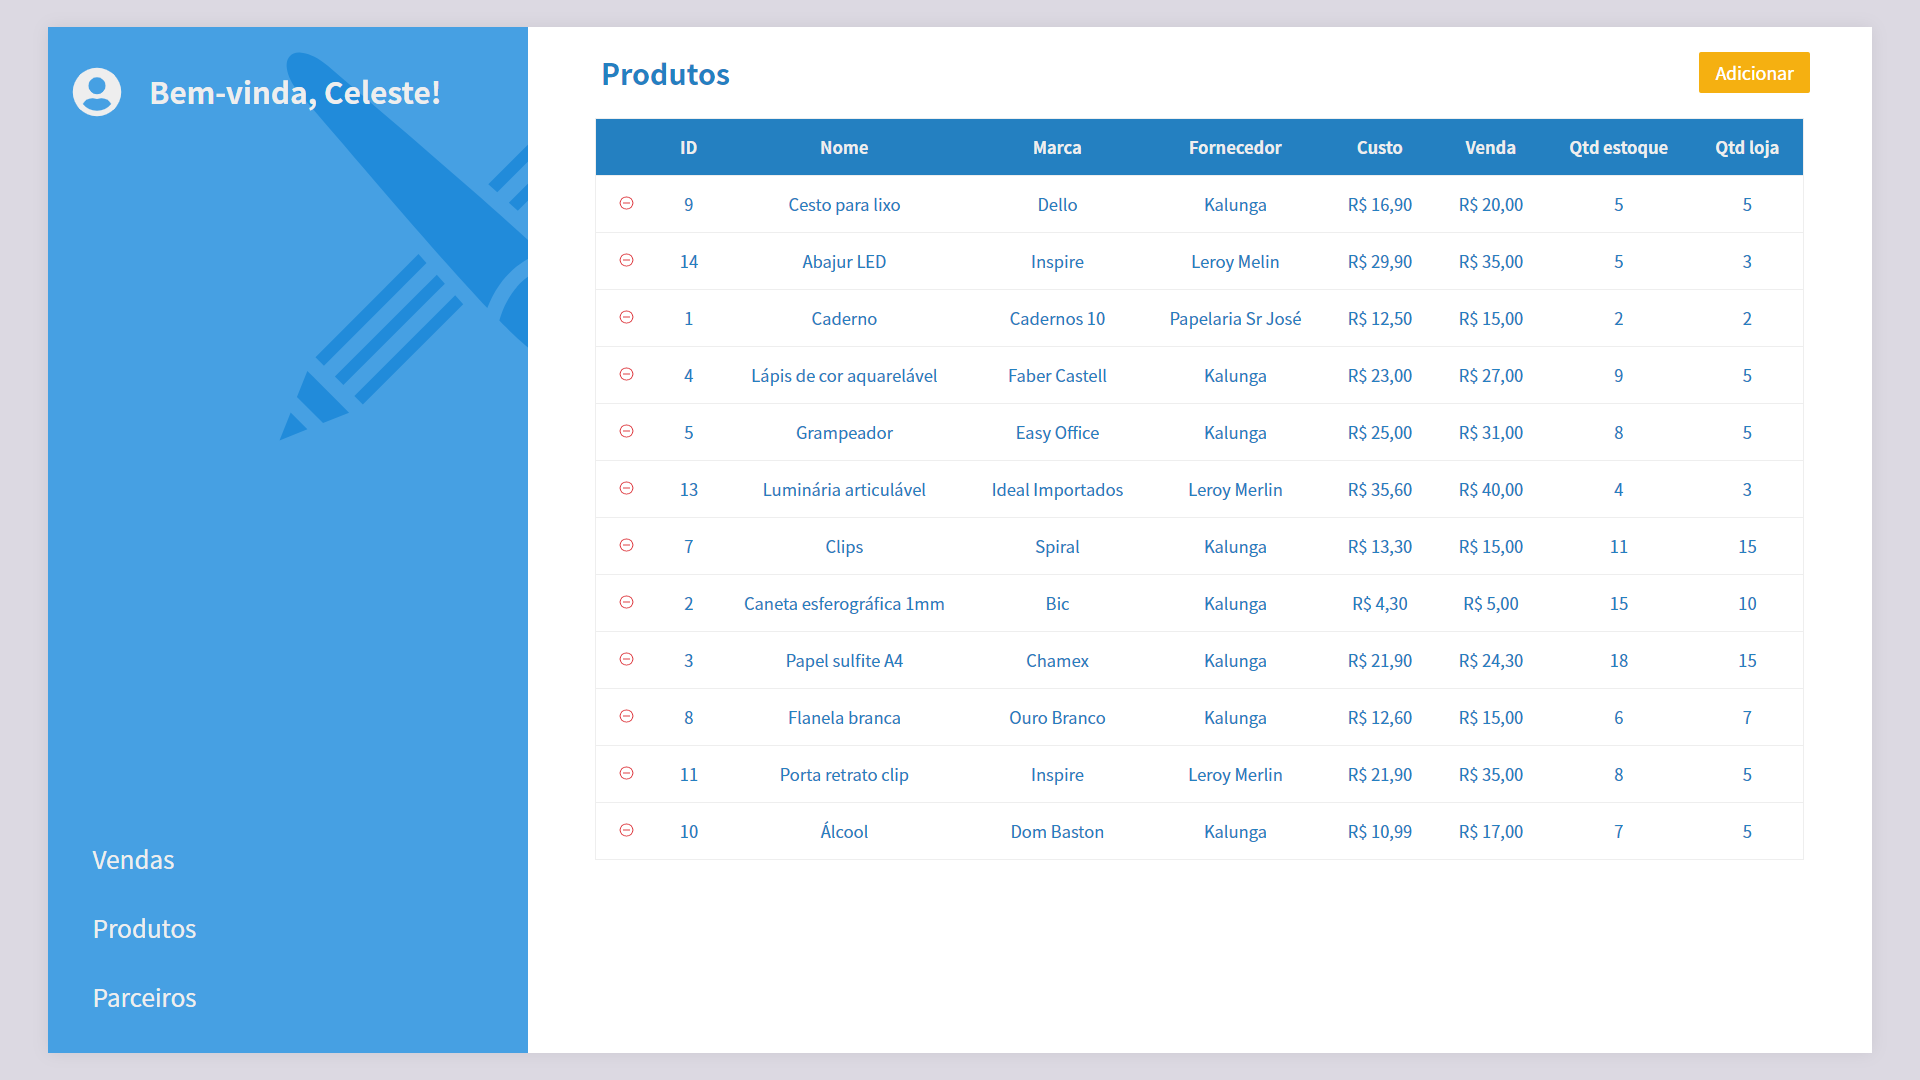 Bem-vinda, Celeste!
Vendas
Produtos
Parceiros
Produtos
Adicionar
ID Nome Marca Fornecedor Custo Venda Qtd estoque Qtd loja
9 Cesto para lixo Dello Kalunga R$ 16,90 R$ 20,00 5 5
14 Abajur LED Inspire Leroy Melin R$ 29,90 R$ 35,00 5 3
1 Caderno Cadernos 10 Papelaria Sr José R$ 12,50 R$ 15,00 2 2
4 Lápis de cor aquarelável Faber Castell Kalunga R$ 23,00 R$ 27,00 9 5
5 Grampeador Easy Office Kalunga R$ 25,00 R$ 31,00 8 5
13 Luminária articulável Ideal Importados Leroy Merlin R$ 35,60 R$ 40,00 4 3
7 Clips Spiral Kalunga R$ 13,30 R$ 15,00 11 15
2 Caneta esferográfica 1mm Bic Kalunga R$ 4,30 R$ 5,00 15 10
3 Papel sulfite A4 Chamex Kalunga R$ 21,90 R$ 24,30 18 15
8 Flanela branca Ouro Branco Kalunga R$ 12,60 R$ 15,00 6 7
11 Porta retrato clip Inspire Leroy Merlin R$ 21,90 R$ 35,00 8 5
10 Álcool Dom Baston Kalunga R$ 10,99 R$ 17,00 7 5